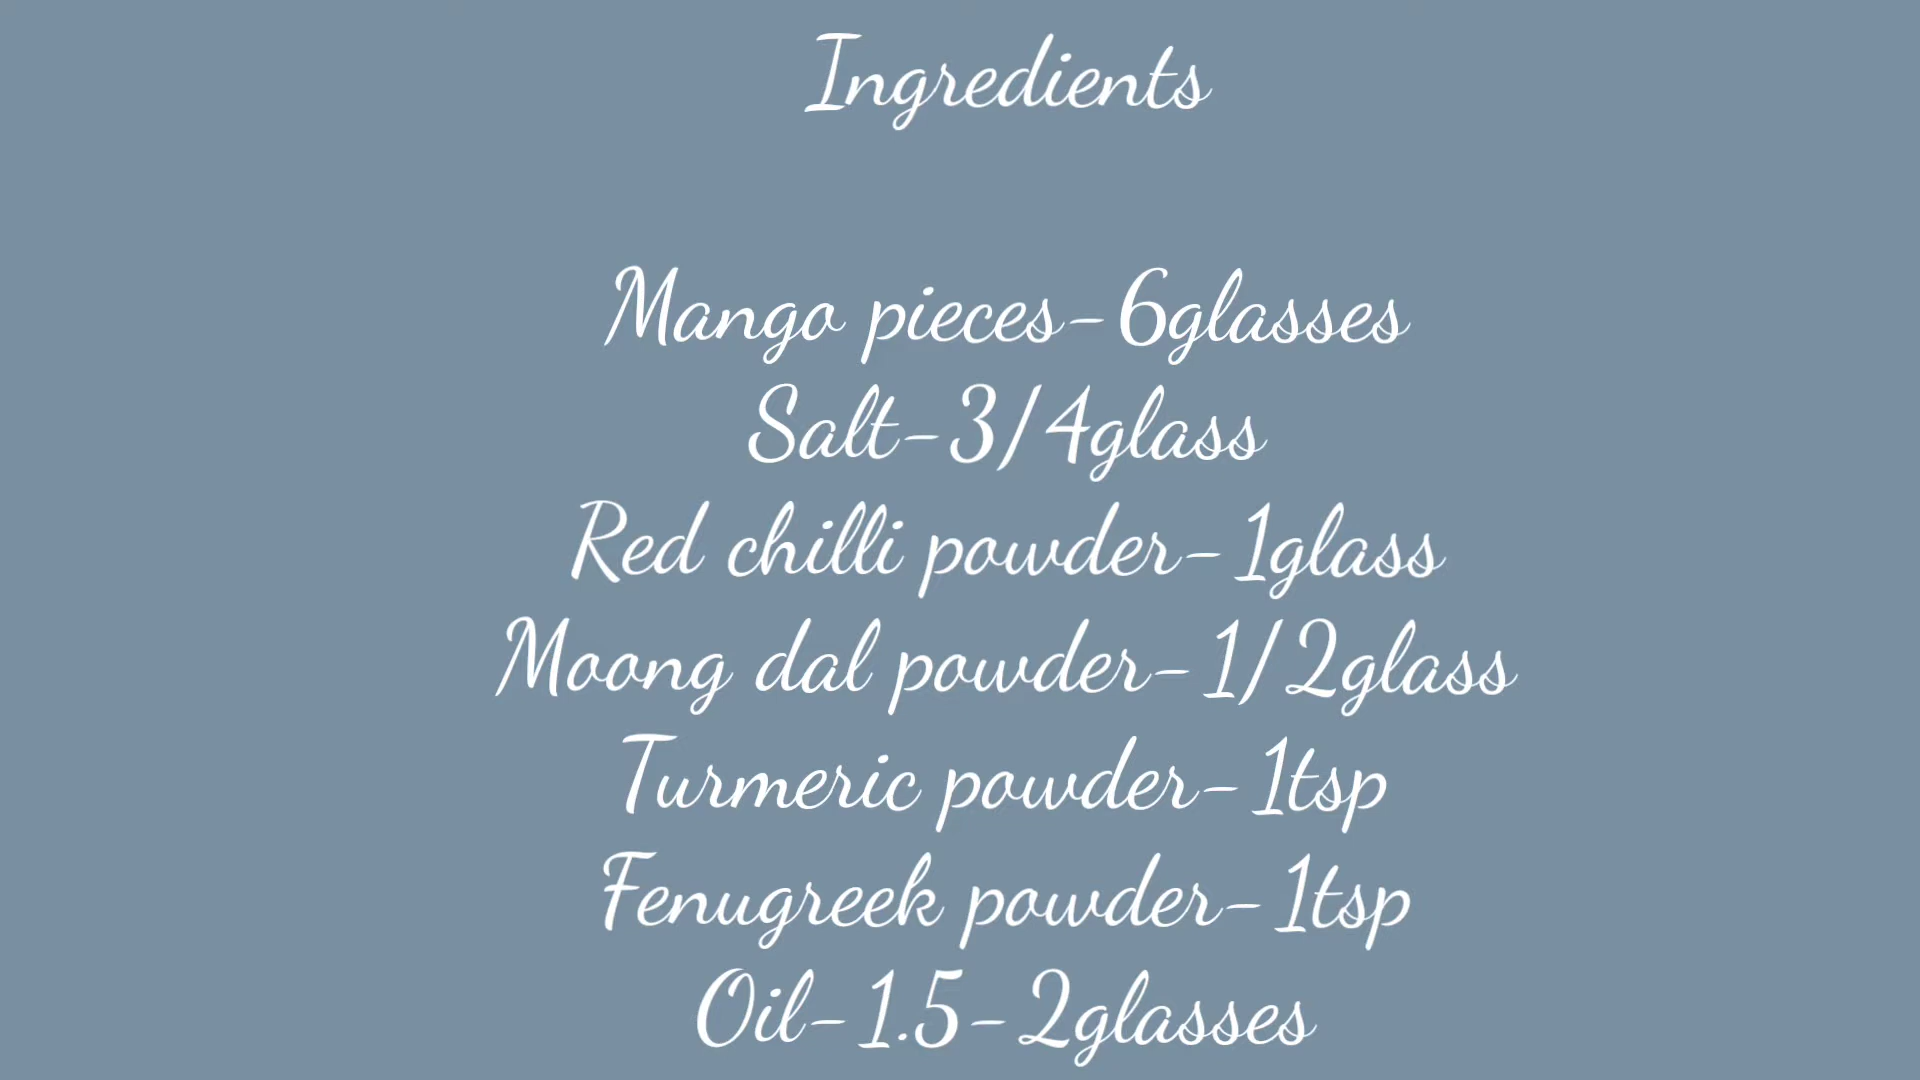 Ingredients
Mango pieces-6glasses
Salt-3/4glass
Red chilli powder-1glass
Moong dal powder-1/2glass
Turmeric powder-1tsp
Fenugreek powder-1tsp
Oil-1.5-2glasses